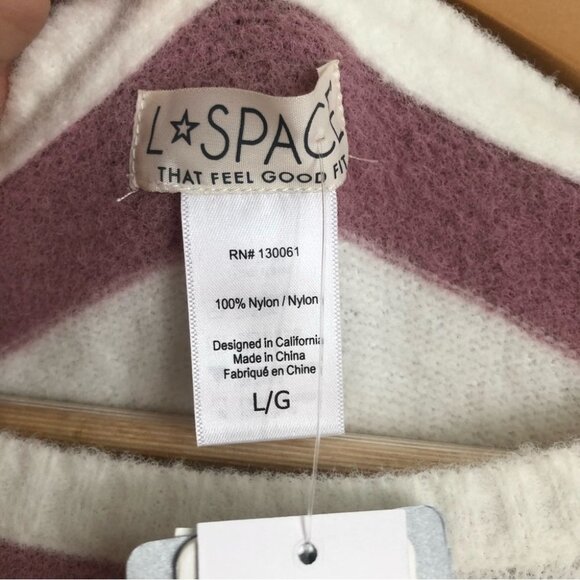 L☆SPACE
THAT FEEL GOOD FIT
RN# 130061
100% Nylon / Nylon
Designed in California
Made in China
Fabriqué en Chine
L/G